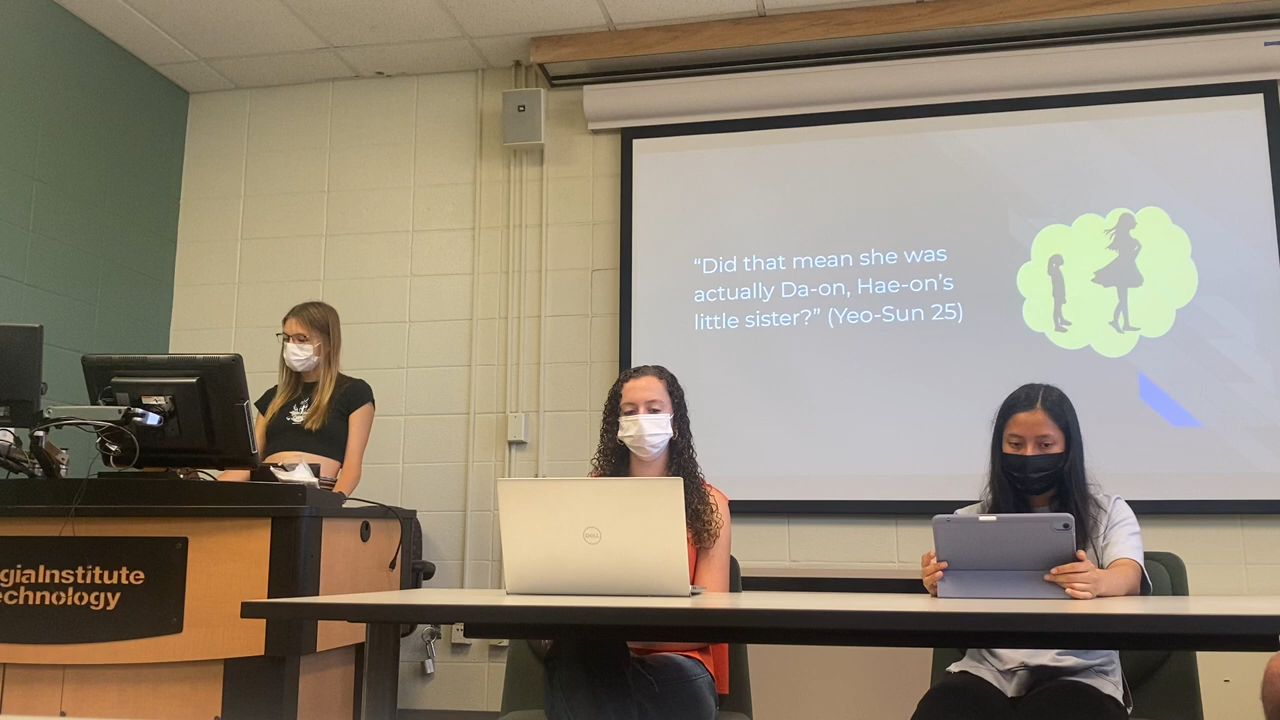 “Did that mean she was
actually Da-on, Hae-on’s
little sister?” (Yeo-Sun 25)
DELL
giaInstitute
echnology